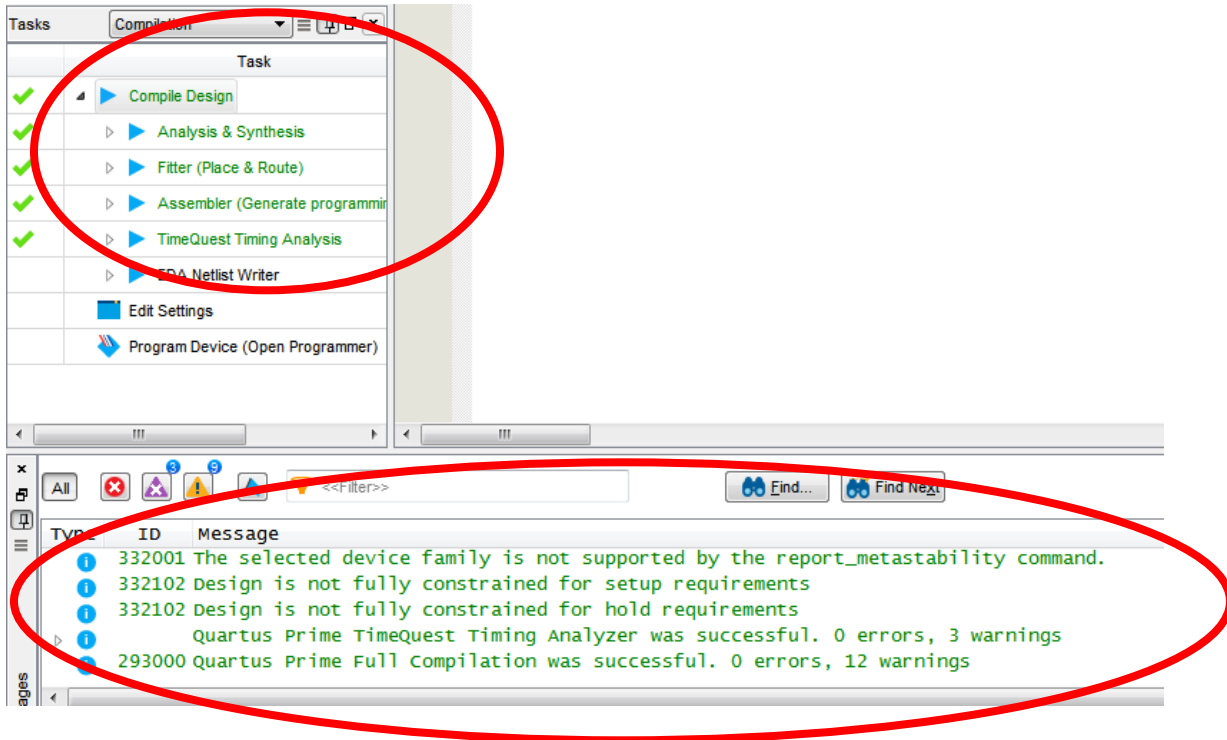 Tasks Compilation
Task
Compile Design
Analysis & Synthesis
Fitter (Place & Route)
Assembler (Generate programmin
TimeQuest Timing Analysis
EDA Netlist Writer
Edit Settings
Program Device (Open Programmer)
3 9
All <<Filter>> Find... Find Next
Type ID Message
332001 The selected device family is not supported by the report_metastability command.
332102 Design is not fully constrained for setup requirements
332102 Design is not fully constrained for hold requirements
Quartus Prime TimeQuest Timing Analyzer was successful. 0 errors, 3 warnings
293000 Quartus Prime Full Compilation was successful. 0 errors, 12 warnings
ages